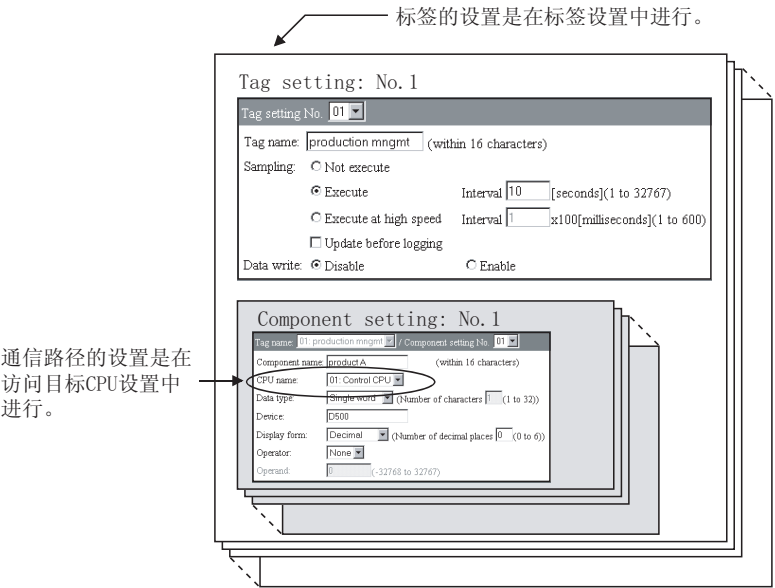 标签的设置是在标签设置中进行。
Tag setting: No.1
Tag setting No. 01
Tag name: production mngmt (within 16 characters)
Sampling: Not execute
Execute Interval 10 [seconds](1 to 32767)
Execute at high speed Interval 1 x100[milliseconds](1 to 600)
Update before logging
Data write: Disable Enable
Component setting: No.1
Tag name: 01: production mngmt / Component setting No. 01
Component name: product A (within 16 characters)
通信路径的设置是在
访问目标CPU设置中
进行。
CPU name: 01: Control CPU
Data type: Single word (Number of characters 1 (1 to 32))
Device: D500
Display form: Decimal (Number of decimal places 0 (0 to 6))
Operator: None
Operand: 0 (-32768 to 32767)